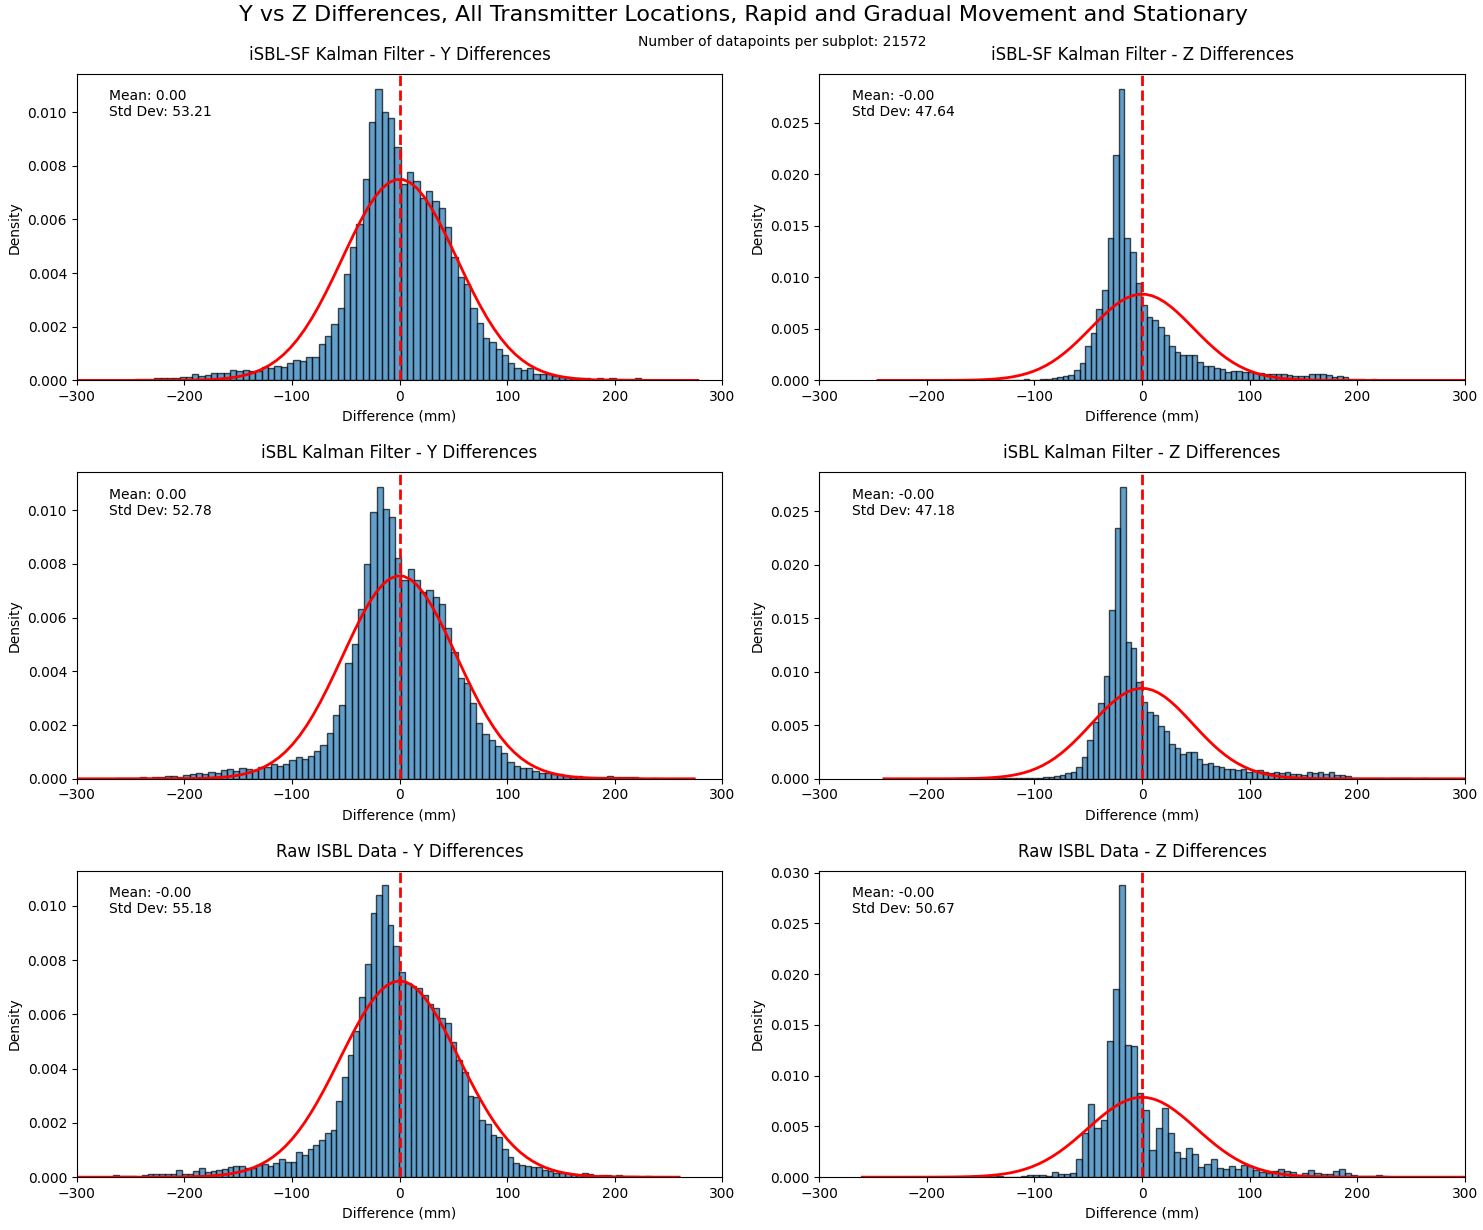 Y vs Z Differences, All Transmitter Locations, Rapid and Gradual Movement and Stationary
Number of datapoints per subplot: 21572
iSBL-SF Kalman Filter - Y Differences
Mean: 0.00
Std Dev: 53.21
0.010
0.008
0.006
0.004
0.002
0.000
Density
−300 −200 −100 0 100 200 300
Difference (mm)
iSBL-SF Kalman Filter - Z Differences
Mean: -0.00
Std Dev: 47.64
0.025
0.020
0.015
0.010
0.005
0.000
Density
−300 −200 −100 0 100 200 300
Difference (mm)
iSBL Kalman Filter - Y Differences
Mean: 0.00
Std Dev: 52.78
0.010
0.008
0.006
0.004
0.002
0.000
Density
−300 −200 −100 0 100 200 300
Difference (mm)
iSBL Kalman Filter - Z Differences
Mean: -0.00
Std Dev: 47.18
0.025
0.020
0.015
0.010
0.005
0.000
Density
−300 −200 −100 0 100 200 300
Difference (mm)
Raw ISBL Data - Y Differences
Mean: -0.00
Std Dev: 55.18
0.010
0.008
0.006
0.004
0.002
0.000
Density
−300 −200 −100 0 100 200 300
Difference (mm)
Raw ISBL Data - Z Differences
Mean: -0.00
Std Dev: 50.67
0.030
0.025
0.020
0.015
0.010
0.005
0.000
Density
−300 −200 −100 0 100 200 300
Difference (mm)